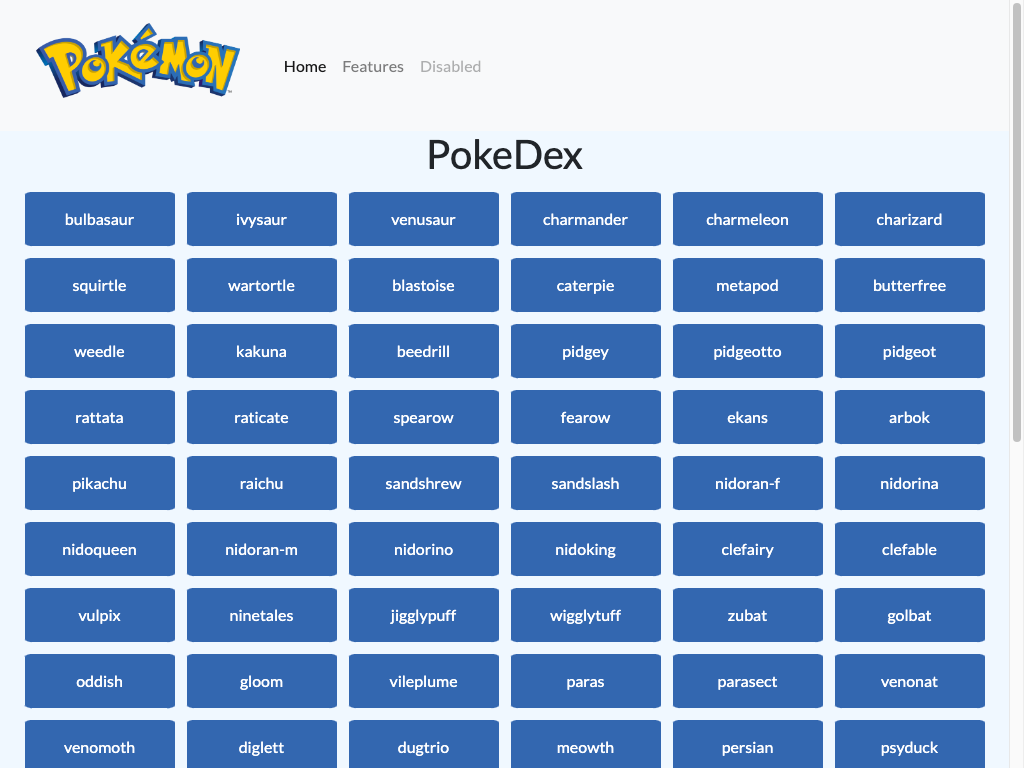 Pokémon
Home Features Disabled
PokeDex
bulbasaur ivysaur venusaur charmander charmeleon charizard
squirtle wartortle blastoise caterpie metapod butterfree
weedle kakuna beedrill pidgey pidgeotto pidgeot
rattata raticate spearow fearow ekans arbok
pikachu raichu sandshrew sandslash nidoran-f nidorina
nidoqueen nidoran-m nidorino nidoking clefairy clefable
vulpix ninetales jigglypuff wigglytuff zubat golbat
oddish gloom vileplume paras parasect venonat
venomoth diglett dugtrio meowth persian psyduck